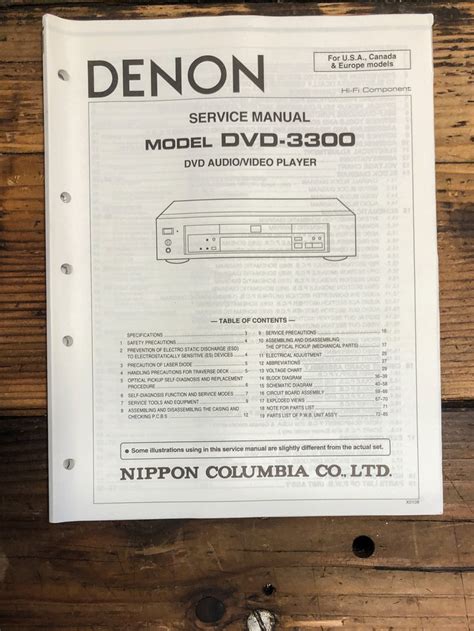 DENON
For U.S.A., Canada
& Europe models
Hi-Fi Component
SERVICE MANUAL
MODEL DVD-3300
DVD AUDIO/VIDEO PLAYER
— TABLE OF CONTENTS —
SPECIFICATIONS
1 SAFETY PRECAUTIONS
2 PREVENTION OF ELECTRO STATIC DISCHARGE (ESD)
TO ELECTROSTATICALLY SENSITIVE (ES) DEVICES
3 PRECAUTION OF LASER DIODE
4 HANDLING PRECAUTIONS FOR TRAVERSE DECK
5 OPTICAL PICKUP SELF-DIAGNOSIS AND REPLACEMENT
PROCEDURE
6 SELF-DIAGNOSIS FUNCTION AND SERVICE MODES
7 SERVICE TOOLS AND EQUIPMENT
8 ASSEMBLING AND DISASSEMBLING THE CASING AND
CHECKING P.C.B'S 12
9 SERVICE PRECAUTIONS 16
10 ASSEMBLING AND DISASSEMBLING
THE OPTICAL PICKUP (MECHANICAL PARTS) 17
11 ELECTRICAL ADJUSTMENT
12 ABBREVIATIONS
13 VOLTAGE CHART
14 BLOCK DIAGRAM
15 SCHEMATIC DIAGRAM
16 CIRCUIT BOARD ASSEMBLY
17 EXPLODED VIEWS
18 NOTE FOR PARTS LIST
19 PARTS LIST OF P.W.B. UNIT ASS'Y
● Some illustrations using in this service manual are slightly different from the actual set.
NIPPON COLUMBIA CO., LTD.